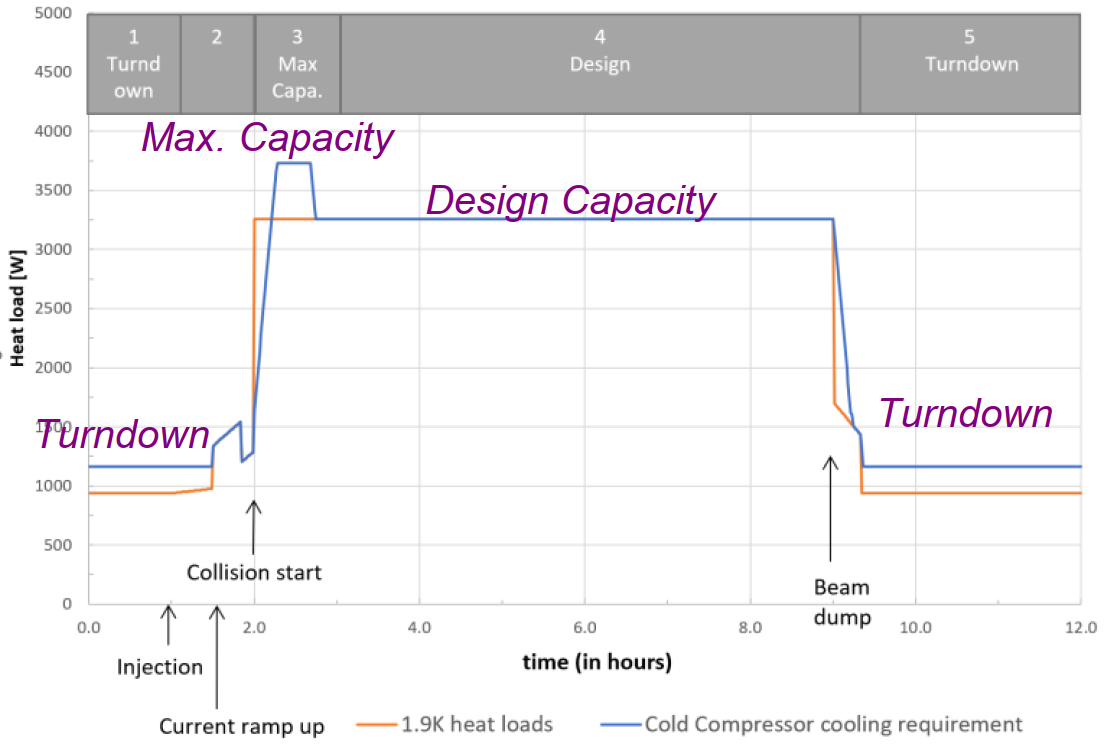 5000
4500
4000
3500
3000
2500
2000
1500
1000
500
0
Heat load [W]
1
Turnd
own
2
3
Max
Capa.
4
Design
5
Turndown
Max. Capacity
Design Capacity
Turndown
Turndown
Collision start
Beam
dump
0.0
2.0
4.0
6.0
8.0
10.0
12.0
Injection
time (in hours)
Current ramp up
1.9K heat loads
Cold Compressor cooling requirement